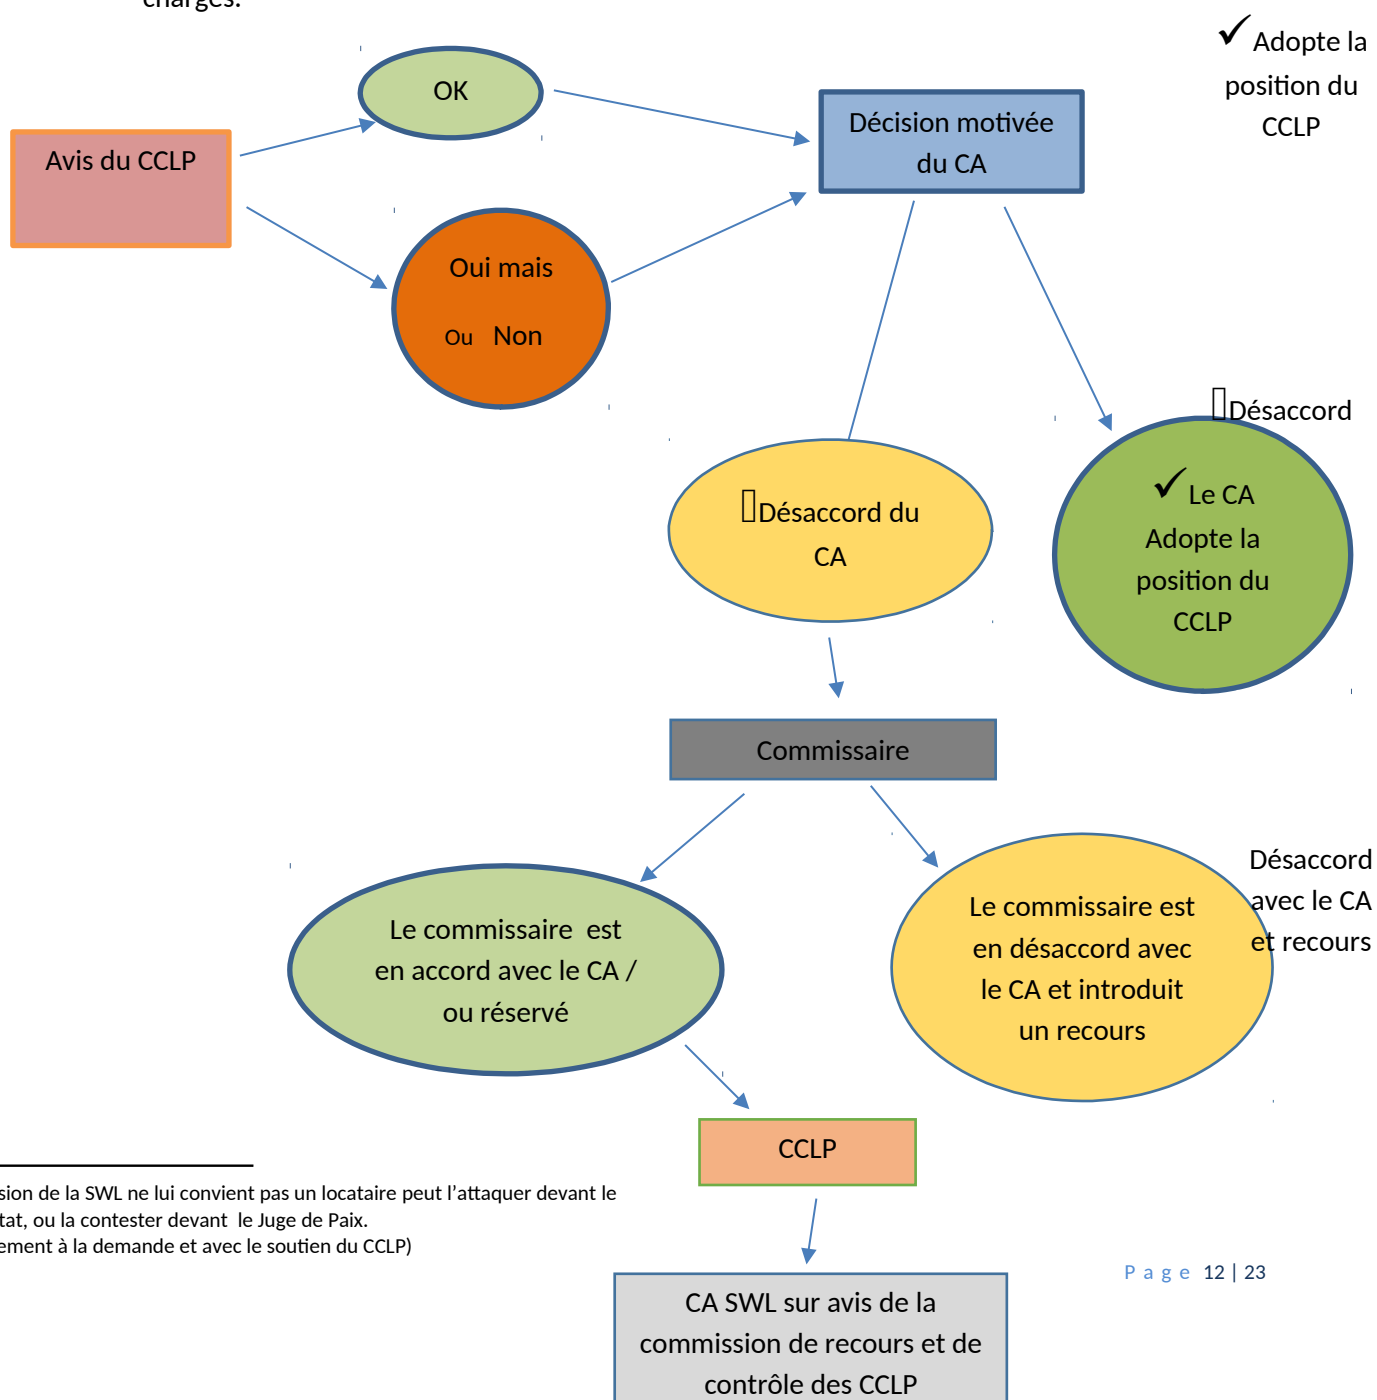 charges.
Adopte la
position du
CCLP
OK
Décision motivée
du CA
Avis du CCLP
Oui mais
Ou Non
Désaccord
Désaccord du
CA
Le CA
Adopte la
position du
CCLP
Commissaire
Le commissaire est
en accord avec le CA /
ou réservé
Le commissaire est
en désaccord avec
le CA et introduit
un recours
Désaccord
avec le CA
et recours
CCLP
sion de la SWL ne lui convient pas un locataire peut l’attaquer devant le
tat, ou la contester devant le Juge de Paix.
ement à la demande et avec le soutien du CCLP)
Page 12 | 23
CA SWL sur avis de la
commission de recours et de
contrôle des CCLP